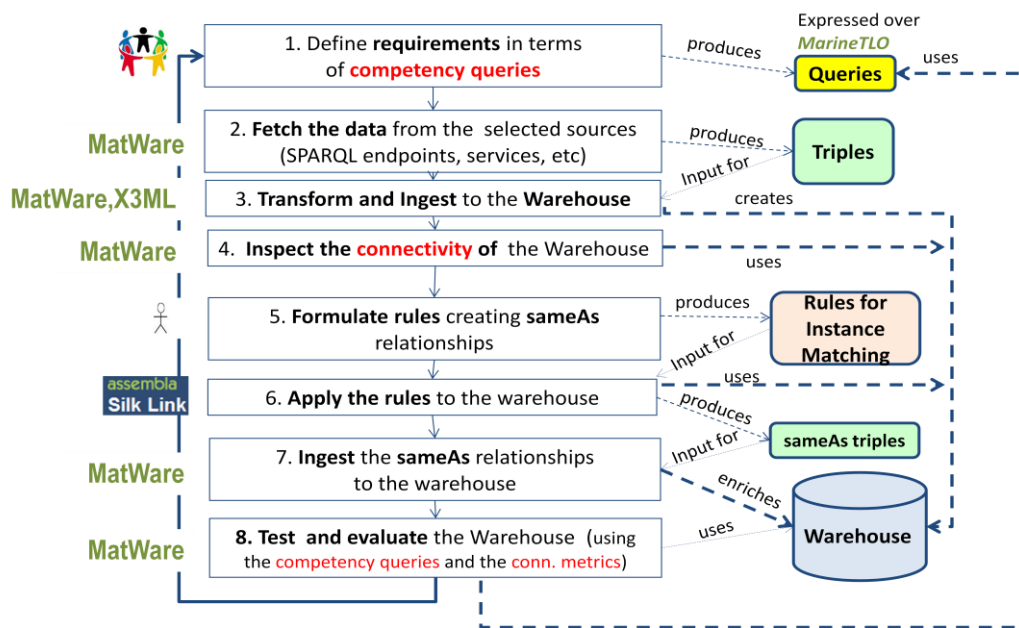 Expressed over
MarineTLO
1. Define requirements in terms
of competency queries
produces
Queries
uses
MatWare
2. Fetch the data from the selected sources
(SPARQL endpoints, services, etc)
produces
Triples
Input for
MatWare,X3ML
3. Transform and Ingest to the Warehouse
creates
MatWare
4. Inspect the connectivity of the Warehouse
uses
5. Formulate rules creating sameAs
relationships
produces
Rules for
Instance
Matching
Input for
assembla
Silk Link
6. Apply the rules to the warehouse
uses
produces
sameAs triples
Input for
MatWare
7. Ingest the sameAs relationships
to the warehouse
enriches
Warehouse
MatWare
8. Test and evaluate the Warehouse (using
the competency queries and the conn. metrics)
uses